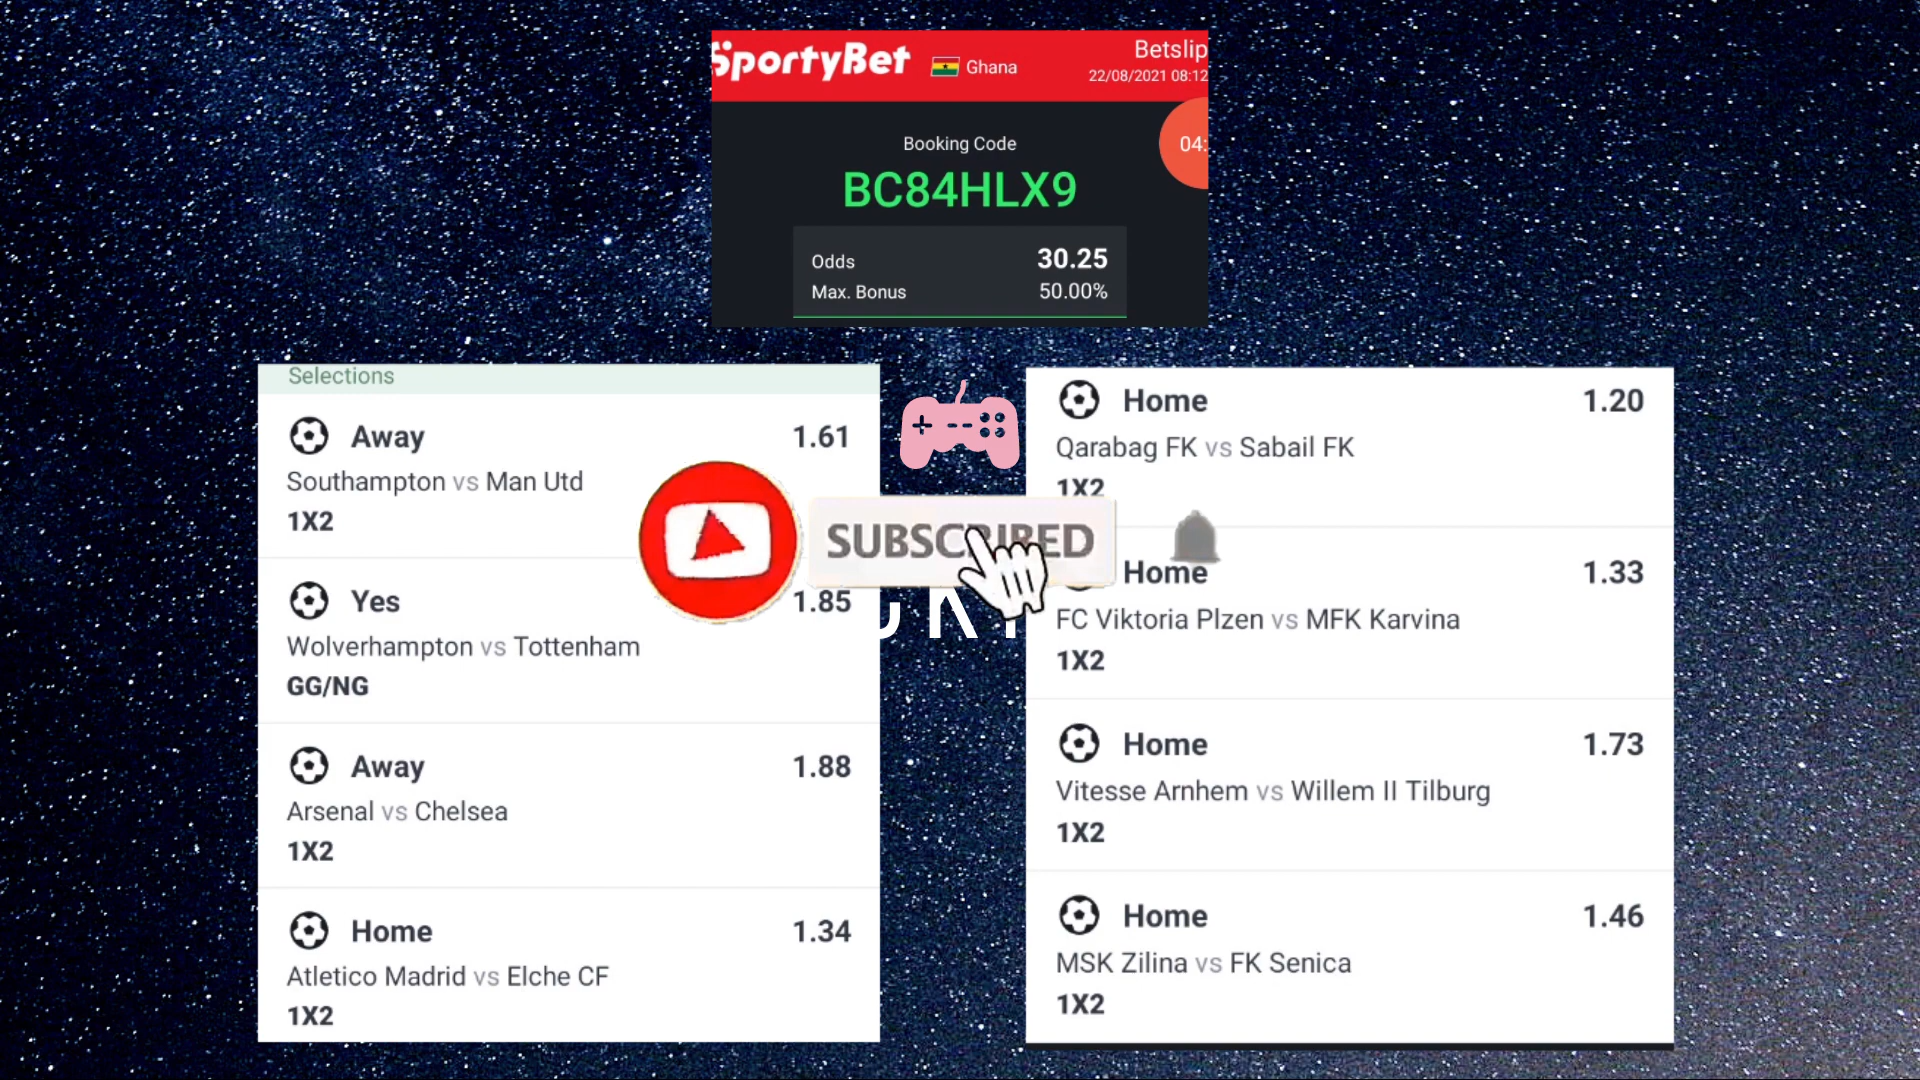 SportyBet
Ghana
Betslip
22/08/2021 08:12
Booking Code
04:
BC84HLX9
Odds 30.25
Max. Bonus 50.00%
Selections
Away 1.61
Southampton vs Man Utd
1X2
Yes 1.85
Wolverhampton vs Tottenham
GG/NG
Away 1.88
Arsenal vs Chelsea
1X2
Home 1.34
Atletico Madrid vs Elche CF
1X2
SUBSCRIBED
Home 1.20
Qarabag FK vs Sabail FK
1X2
Home 1.33
FC Viktoria Plzen vs MFK Karvina
1X2
Home 1.73
Vitesse Arnhem vs Willem II Tilburg
1X2
Home 1.46
MSK Zilina vs FK Senica
1X2